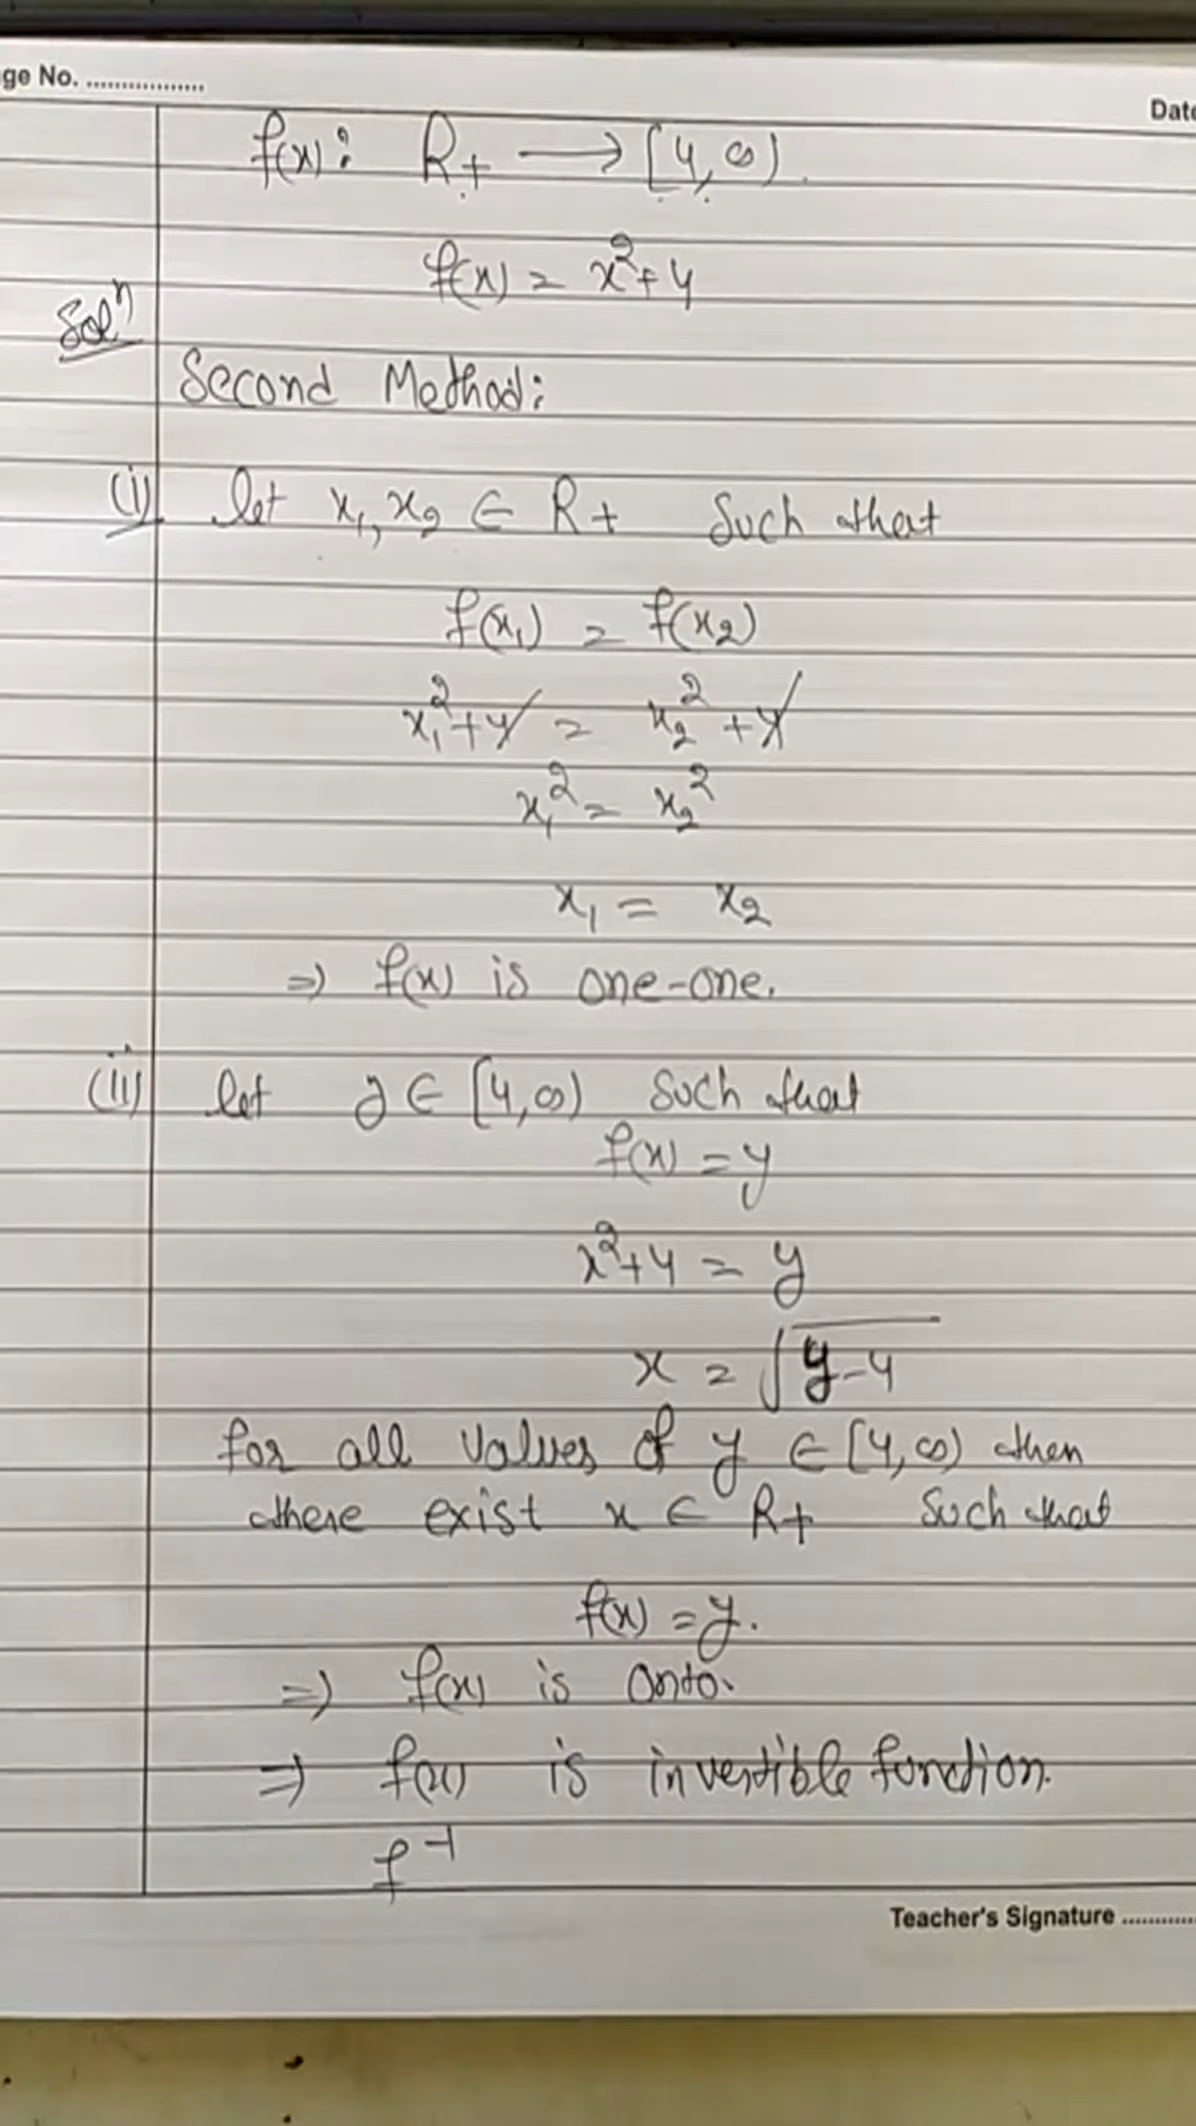 ge No. .................
Date
f(x): R+ ⟶ [4,∞).
f(x) = x²+4
Solⁿ
Second Method:
(i) let x₁, x₂ ∈ R+ Such that
f(x₁) = f(x₂)
x₁²+4 = x₂²+4
x₁² = x₂²
x₁ = x₂
⇒ f(x) is one-one.
(ii) let y ∈ [4,∞) Such that
f(x) = y
x²+4 = y
x = √y-4
for all values of y ∈ [4,∞) then
there exist x ∈ R+ Such that
f(x) = y.
⇒ f(x) is onto.
⇒ f(x) is invertible function.
f⁻¹
Teacher's Signature ...........